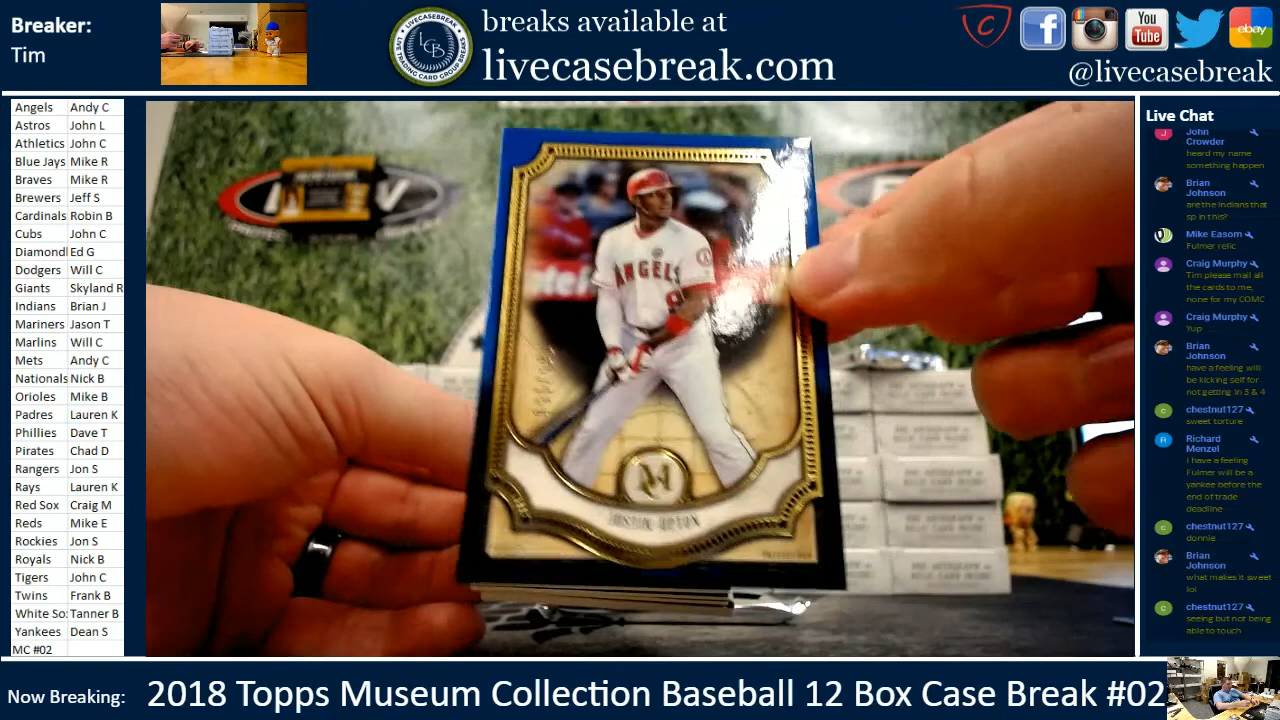 Breaker:
Tim
breaks available at
livecasebreak.com
@livecasebreak
LCB
You
Tube
ebay
Angels Andy C
Astros John L
Athletics John C
Blue Jays Mike R
Braves Mike R
Brewers Jeff S
Cardinals Robin B
Cubs John C
Diamond Ed G
Dodgers Will C
Giants Skyland R
Indians Brian J
Mariners Jason T
Marlins Will C
Mets Andy C
Nationals Nick B
Orioles Mike B
Padres Lauren K
Phillies Dave T
Pirates Chad D
Rangers Jon S
Rays Lauren K
Red Sox Craig M
Reds Mike E
Rockies Jon S
Royals Nick B
Tigers John C
Twins Frank B
White So Tanner B
Yankees Dean S
MC #02
ANGELS
M
JUSTIN UPTON
Live Chat
J
John
Crowder
heard my name
something happen
Brian
Johnson
are the Indians that
sp in this?
Mike Easom
Fulmer relic
Craig Murphy
Tim please mail
all the cards to me,
none for my COMC
Craig Murphy
Yup
Brian
Johnson
have a feeling will
be kicking self for
not getting in 3 & 4
c
chestnut127
sweet torture
R
Richard
Menzel
I have a feeling
Fulmer will be a
yankee before the
end of trade
deadline
c
chestnut127
donnie
Brian
Johnson
what makes it sweet
lol
c
chestnut127
seeing but not being
able to touch
Now Breaking:
2018 Topps Museum Collection Baseball 12 Box Case Break #02